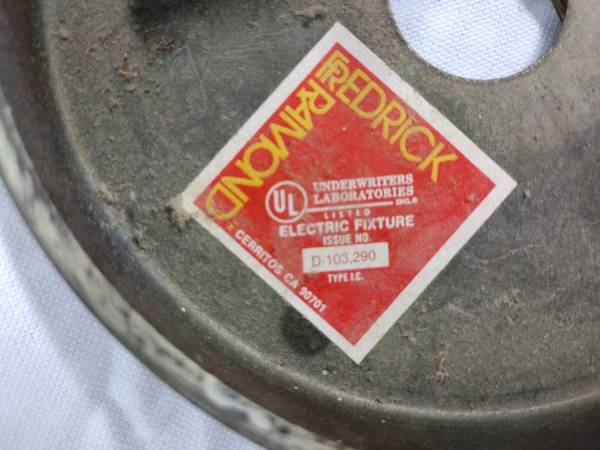 FREDRICK
RAMOND
UL
UNDERWRITERS
LABORATORIES
INC.®
LISTED
ELECTRIC FIXTURE
ISSUE NO.
D-103,290
TYPE I.C.
CERRITOS CA 90701